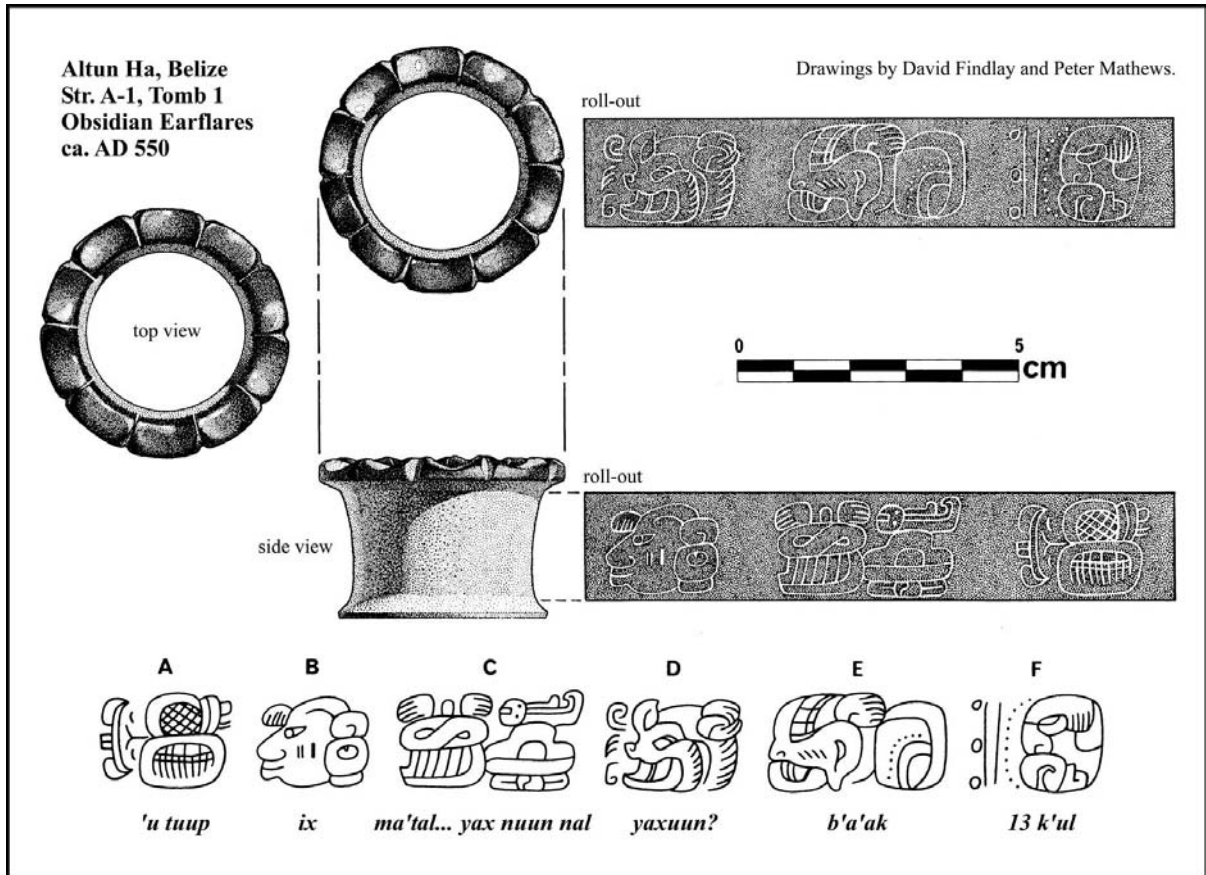 Altun Ha, Belize
Str. A-1, Tomb 1
Obsidian Earflares
ca. AD 550
Drawings by David Findlay and Peter Mathews.
roll-out
top view
0 5
cm
roll-out
side view
A B C D E F
'u tuup ix ma'tal... yax nuun nal yaxuun? b'a'ak 13 k'ul